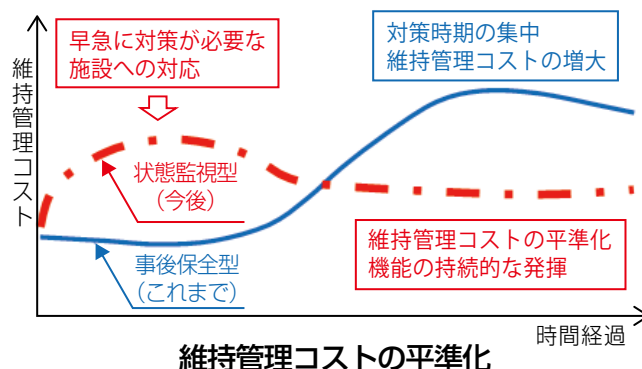 早急に対策が必要な
施設への対応
対策時期の集中
維持管理コストの増大
維持管理コスト
状態監視型
（今後）
事後保全型
（これまで）
維持管理コストの平準化
機能の持続的な発揮
時間経過
維持管理コストの平準化